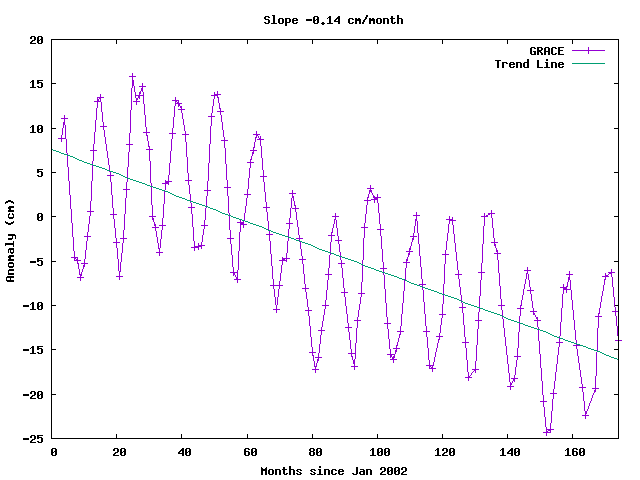 Slope -0.14 cm/month
GRACE
Trend Line
20
15
10
5
0
-5
-10
-15
-20
-25
Anomaly (cm)
0 20 40 60 80 100 120 140 160
Months since Jan 2002